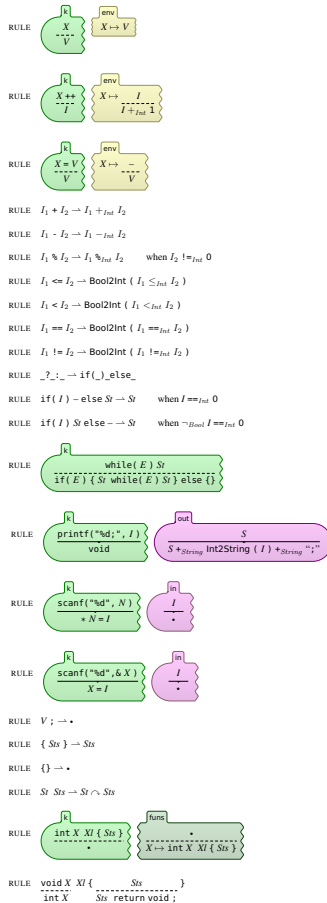 k env
RULE X X ↦ V
V
k env
RULE X ++ X ↦ I
I I +Int 1
k env
RULE X = V X ↦ –
V V
RULE I1 + I2 ⇀ I1 +Int I2
RULE I1 - I2 ⇀ I1 −Int I2
RULE I1 % I2 ⇀ I1 %Int I2 when I2 !=Int 0
RULE I1 <= I2 ⇀ Bool2Int ( I1 ≤Int I2 )
RULE I1 < I2 ⇀ Bool2Int ( I1 <Int I2 )
RULE I1 == I2 ⇀ Bool2Int ( I1 ==Int I2 )
RULE I1 != I2 ⇀ Bool2Int ( I1 !=Int I2 )
RULE _?_:_ ⇀ if(_)_else_
RULE if( I ) – else St ⇀ St when I ==Int 0
RULE if( I ) St else – ⇀ St when ¬Bool I ==Int 0
k
RULE while( E ) St
if( E ) { St while( E ) St } else {}
k out
RULE printf("%d;", I ) S
void S +String Int2String ( I ) +String “;”
k in
RULE scanf("%d", N ) I
* N = I •
k in
RULE scanf("%d",& X ) I
X = I •
RULE V ; ⇀ •
RULE { Sts } ⇀ Sts
RULE {} ⇀ •
RULE St Sts ⇀ St ↷ Sts
k funs
RULE int X Xl { Sts } •
• X ↦ int X Xl { Sts }
RULE void X Xl { Sts }
int X Sts return void ;